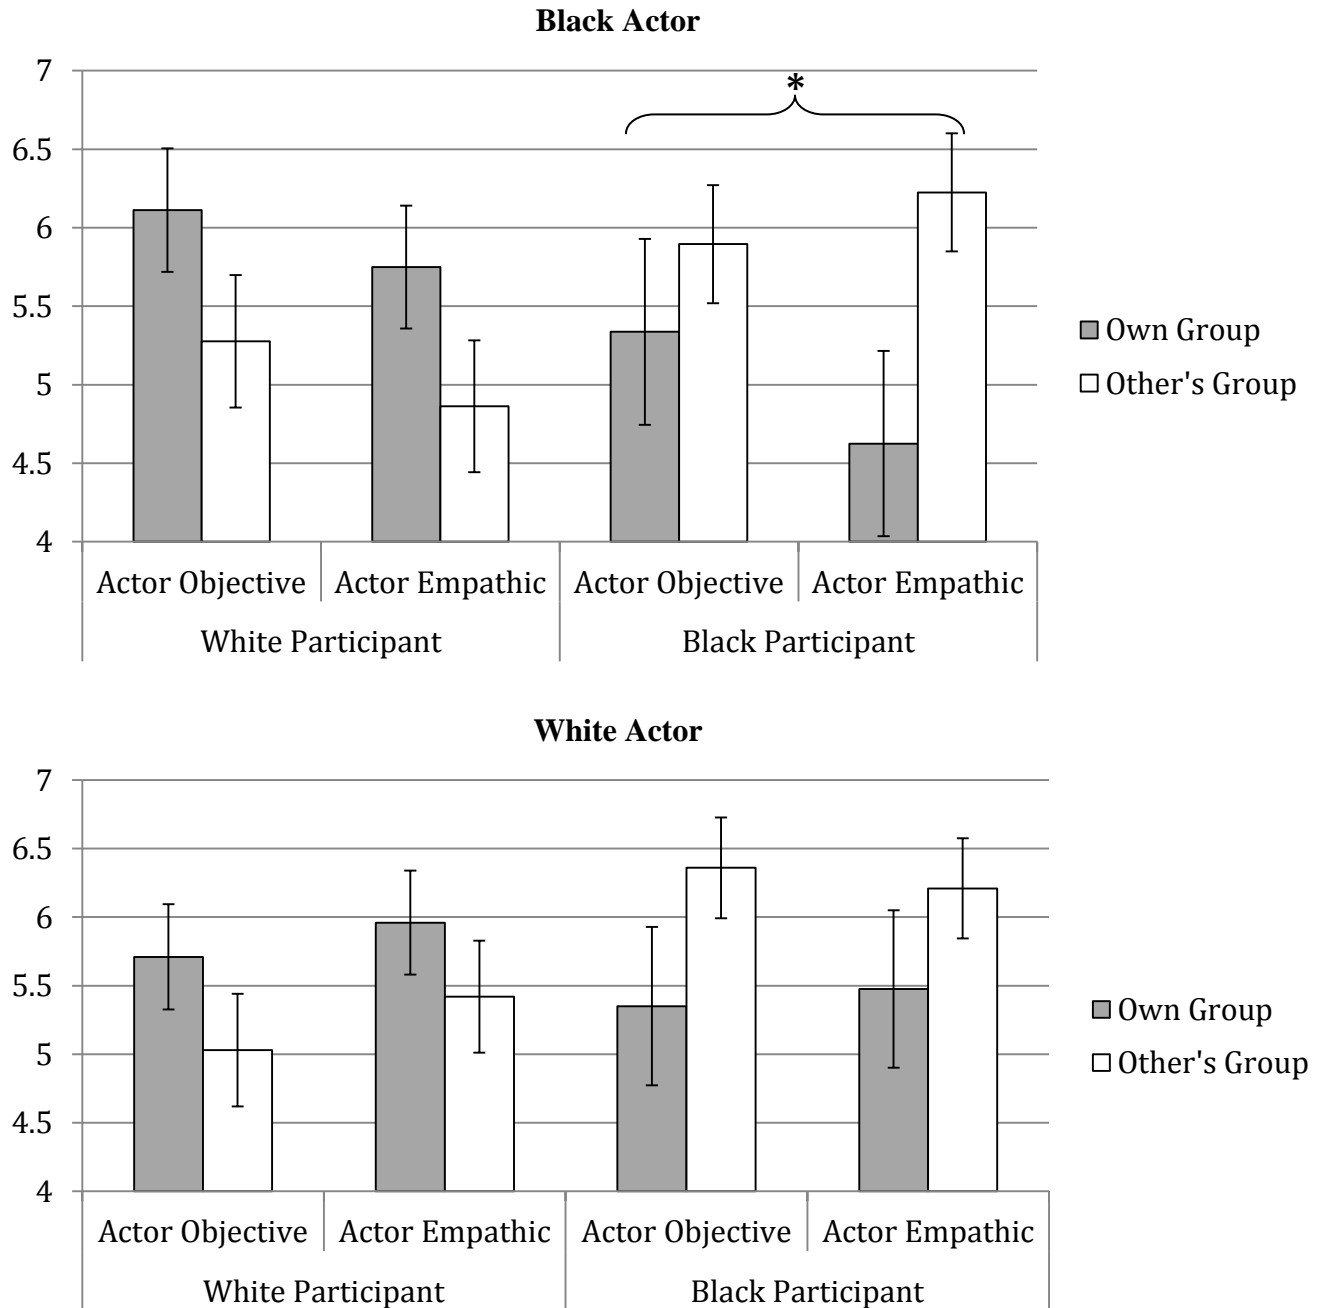 Black Actor
*
7
6.5
6
5.5
5
4.5
4
Own Group
Other's Group
Actor Objective Actor Empathic Actor Objective Actor Empathic
White Participant Black Participant
White Actor
7
6.5
6
5.5
5
4.5
4
Own Group
Other's Group
Actor Objective Actor Empathic Actor Objective Actor Empathic
White Participant Black Participant